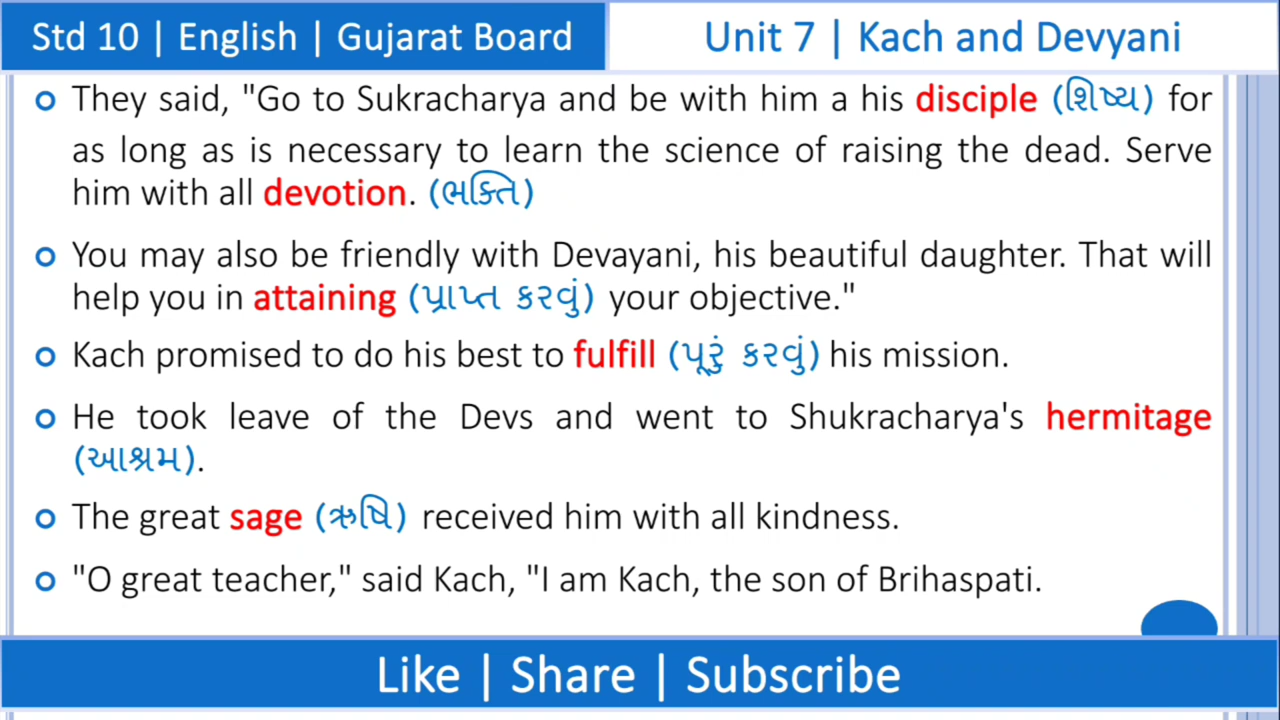 Std 10 | English | Gujarat Board
Unit 7 | Kach and Devyani
They said, "Go to Sukracharya and be with him a his disciple (શિષ્ય) for
as long as is necessary to learn the science of raising the dead. Serve
him with all devotion. (ભક્તિ)
You may also be friendly with Devayani, his beautiful daughter. That will
help you in attaining (પ્રાપ્ત કરવું) your objective."
Kach promised to do his best to fulfill (પૂરું કરવું) his mission.
He took leave of the Devs and went to Shukracharya's hermitage
(આશ્રમ).
The great sage (ઋષિ) received him with all kindness.
"O great teacher," said Kach, "I am Kach, the son of Brihaspati.
Like | Share | Subscribe